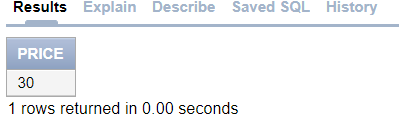 Results Explain Describe Saved SQL History
PRICE
30
1 rows returned in 0.00 seconds